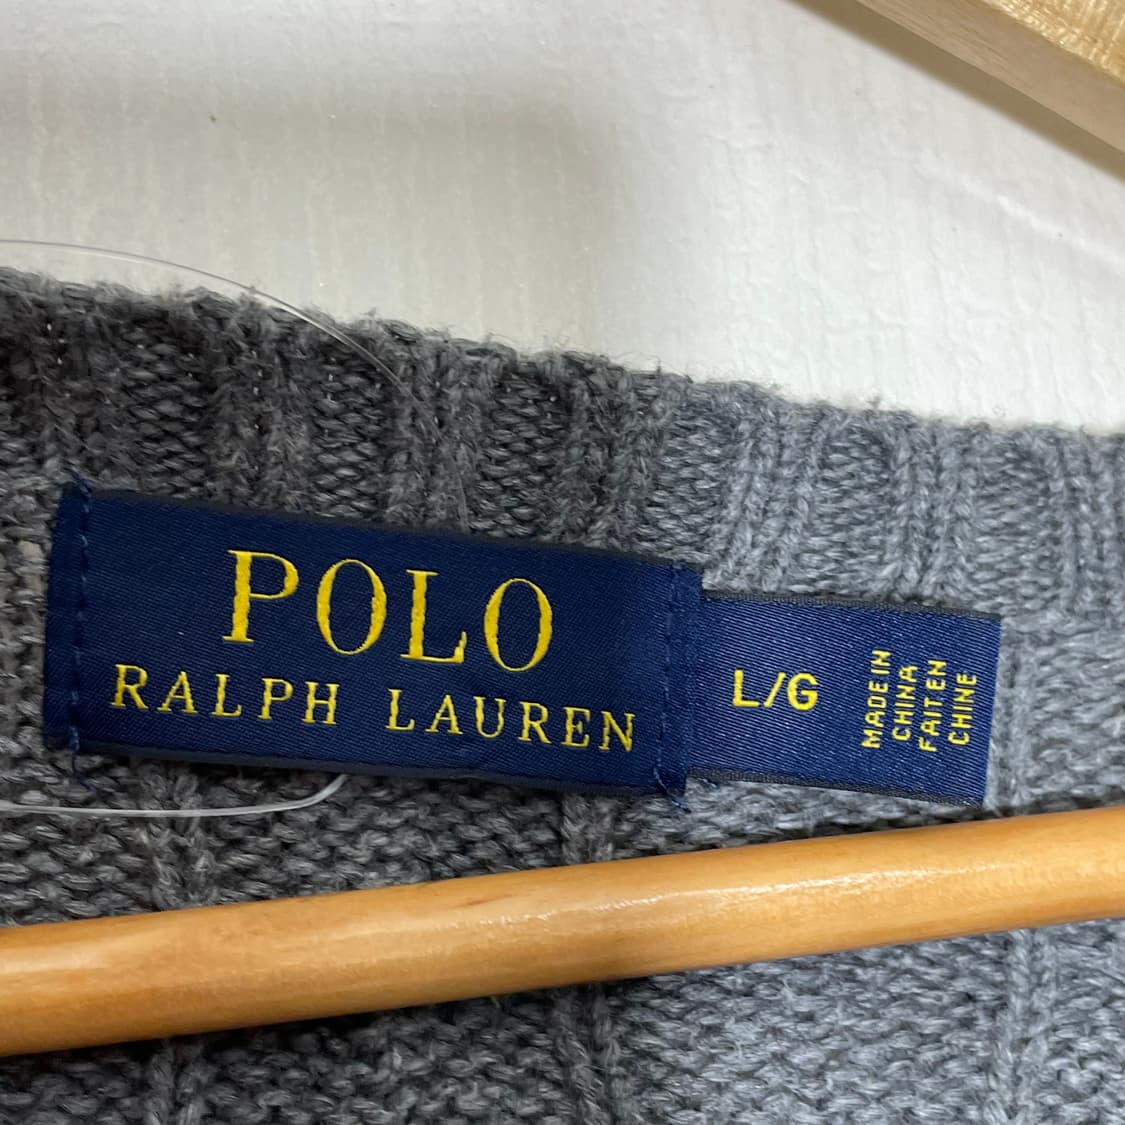 POLO
RALPH LAUREN
L/G
MADE IN
CHINA
FAIT EN
CHINE